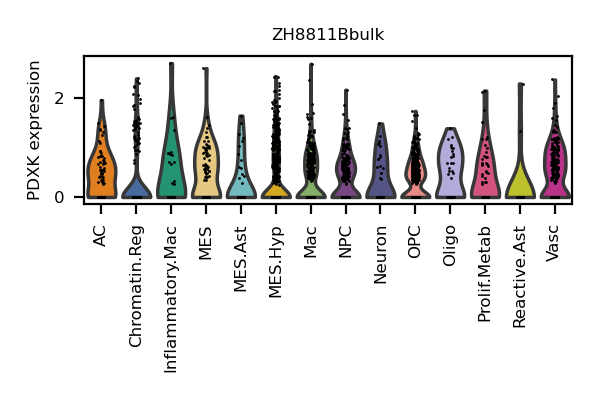 ZH8811Bbulk
PDXK expression
2
0
AC
Chromatin.Reg
Inflammatory.Mac
MES
MES.Ast
MES.Hyp
Mac
NPC
Neuron
OPC
Oligo
Prolif.Metab
Reactive.Ast
Vasc